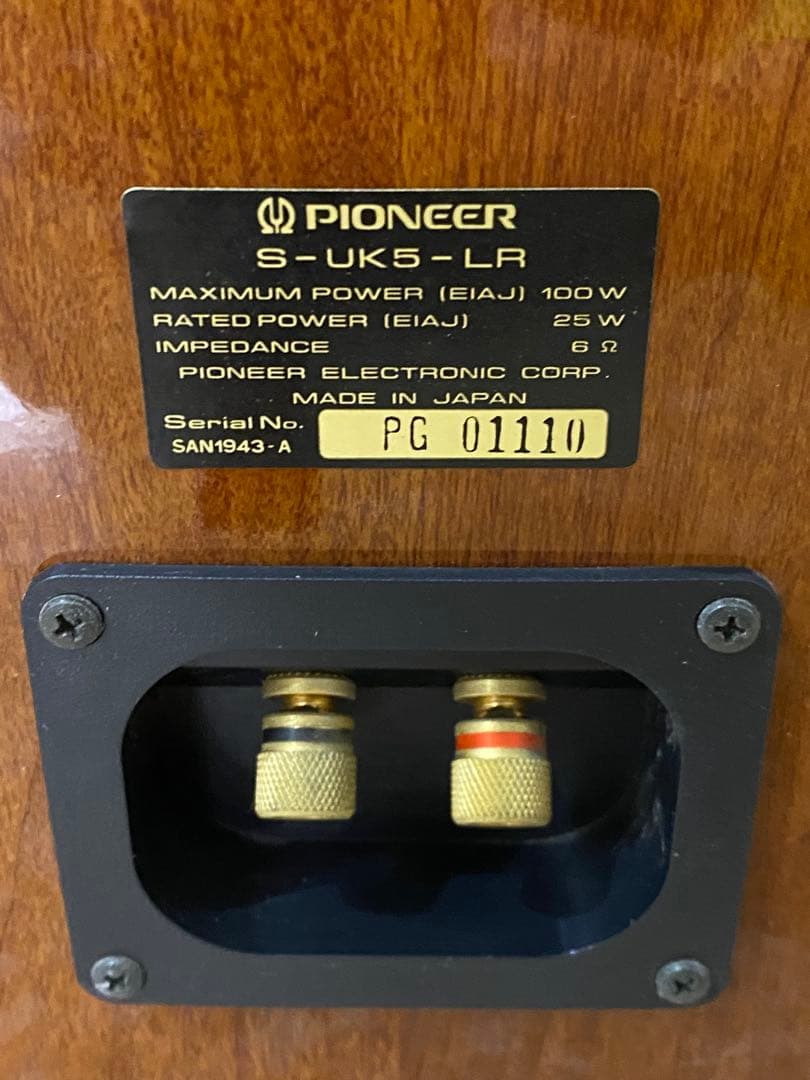 PIONEER
S-UK5-LR
MAXIMUM POWER (EIAJ) 100 W
RATED POWER (EIAJ) 25 W
IMPEDANCE 6 Ω
PIONEER ELECTRONIC CORP.
MADE IN JAPAN
Serial No. PG 01110
SAN1943-A